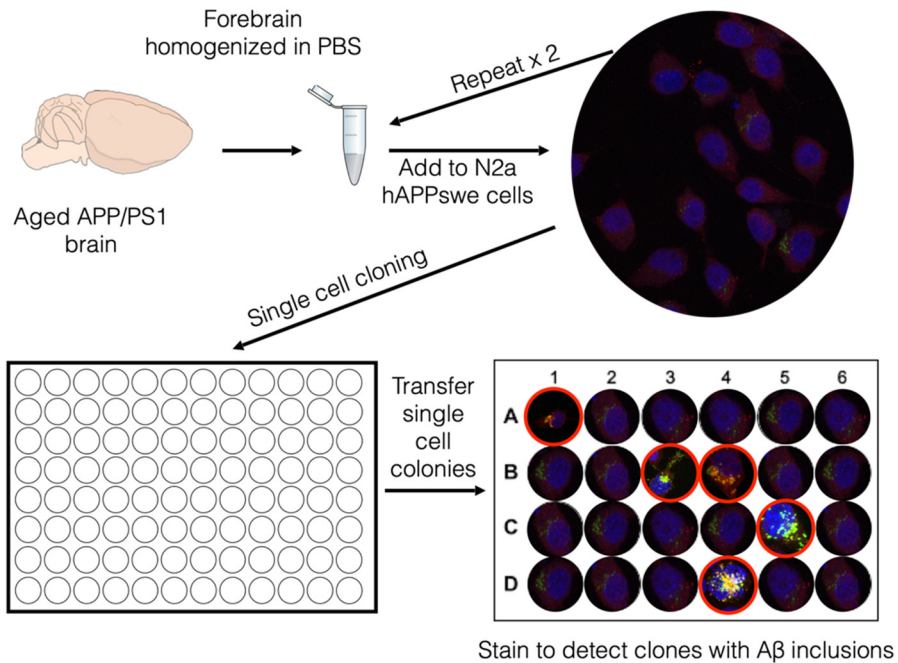 Forebrain
homogenized in PBS
Repeat x 2
Add to N2a
hAPPswe cells
Aged APP/PS1
brain
Single cell cloning
Transfer
single
cell
colonies
1 2 3 4 5 6
A
B
C
D
Stain to detect clones with Aβ inclusions